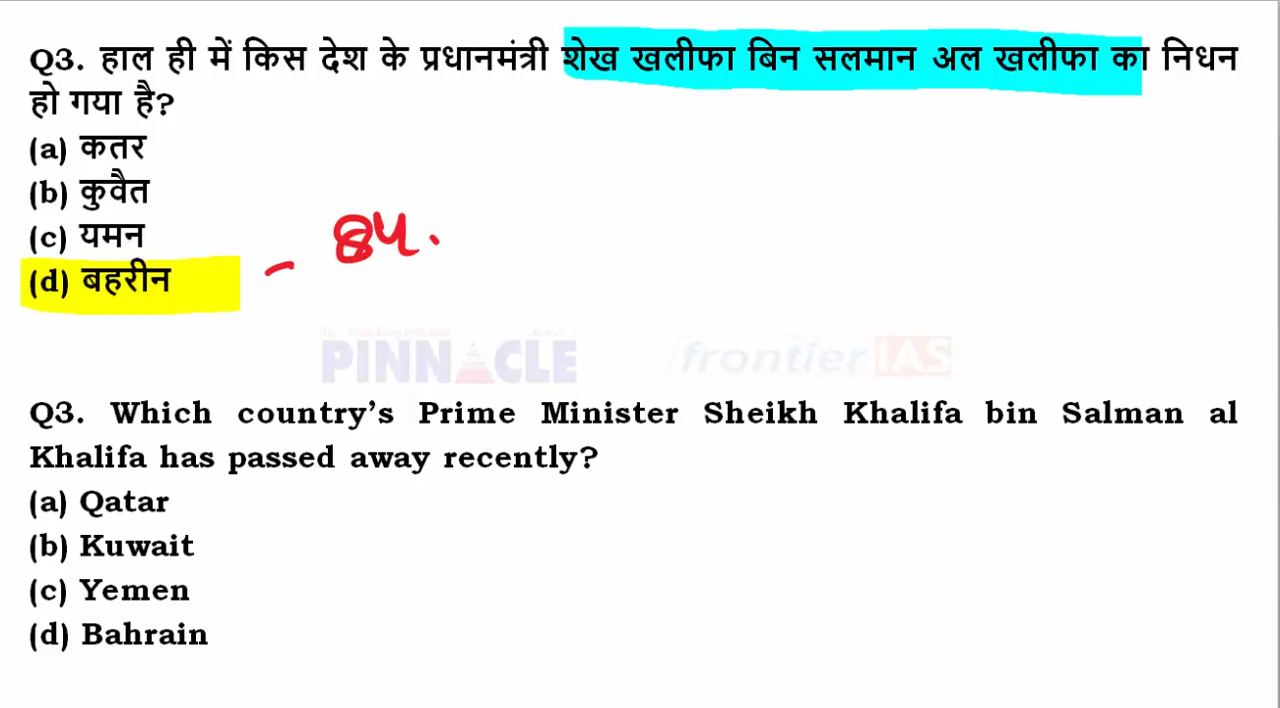 Q3. हाल ही में किस देश के प्रधानमंत्री शेख खलीफा बिन सलमान अल खलीफा का निधन
हो गया है?
(a) कतर
(b) कुवैत
(c) यमन
(d) बहरीन - 84.
PINNACLE frontier IAS
Q3. Which country's Prime Minister Sheikh Khalifa bin Salman al
Khalifa has passed away recently?
(a) Qatar
(b) Kuwait
(c) Yemen
(d) Bahrain